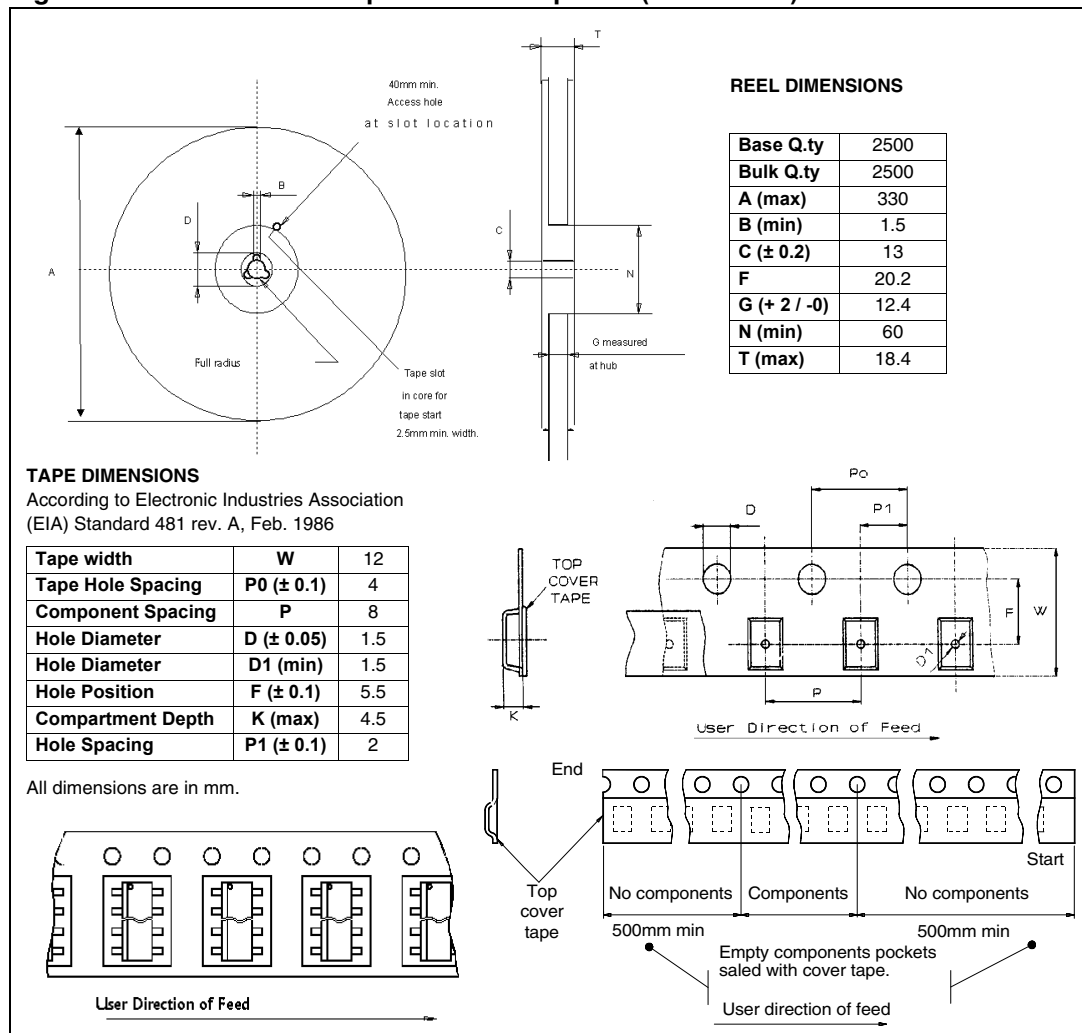 T
40mm min.
Access hole
at slot location
B
D
C
A
N
Full radius
Tape slot
in core for
tape start
2.5mm min. width.
G measured
at hub
REEL DIMENSIONS
Base Q.ty 2500
Bulk Q.ty 2500
A (max) 330
B (min) 1.5
C (± 0.2) 13
F 20.2
G (+ 2 / -0) 12.4
N (min) 60
T (max) 18.4
TAPE DIMENSIONS
According to Electronic Industries Association
(EIA) Standard 481 rev. A, Feb. 1986
Tape width W 12
Tape Hole Spacing P0 (± 0.1) 4
Component Spacing P 8
Hole Diameter D (± 0.05) 1.5
Hole Diameter D1 (min) 1.5
Hole Position F (± 0.1) 5.5
Compartment Depth K (max) 4.5
Hole Spacing P1 (± 0.1) 2
All dimensions are in mm.
Po
D
P1
TOP
COVER
TAPE
F
W
D1
K
P
User Direction of Feed
End
Start
Top
cover
tape
No components
Components
No components
500mm min
500mm min
Empty components pockets
saled with cover tape.
User direction of feed
User Direction of Feed